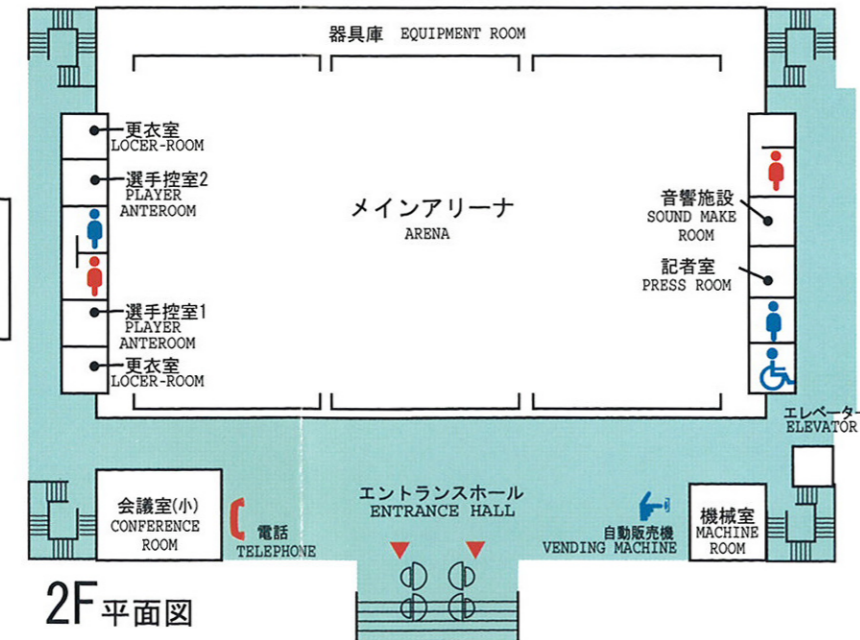 器具庫 EQUIPMENT ROOM
更衣室
LOCER-ROOM
選手控室2
PLAYER
ANTEROOM
メインアリーナ
ARENA
音響施設
SOUND MAKE
ROOM
記者室
PRESS ROOM
選手控室1
PLAYER
ANTEROOM
更衣室
LOCER-ROOM
エレベーター
ELEVATOR
会議室(小)
CONFERENCE
ROOM
電話
TELEPHONE
エントランスホール
ENTRANCE HALL
自動販売機
VENDING MACHINE
機械室
MACHINE
ROOM
2F平面図